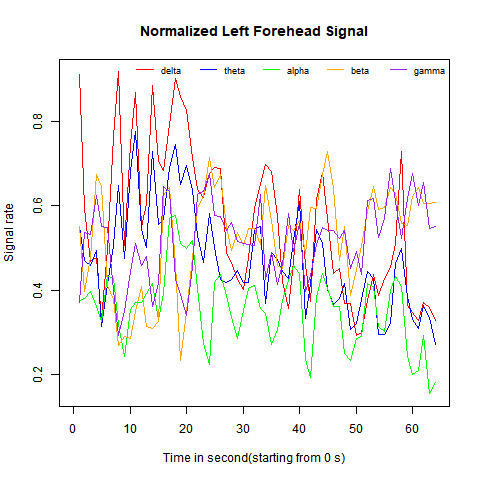 Normalized Left Forehead Signal
delta theta alpha beta gamma
Signal rate
0.8
0.6
0.4
0.2
0 10 20 30 40 50 60
Time in second(starting from 0 s)